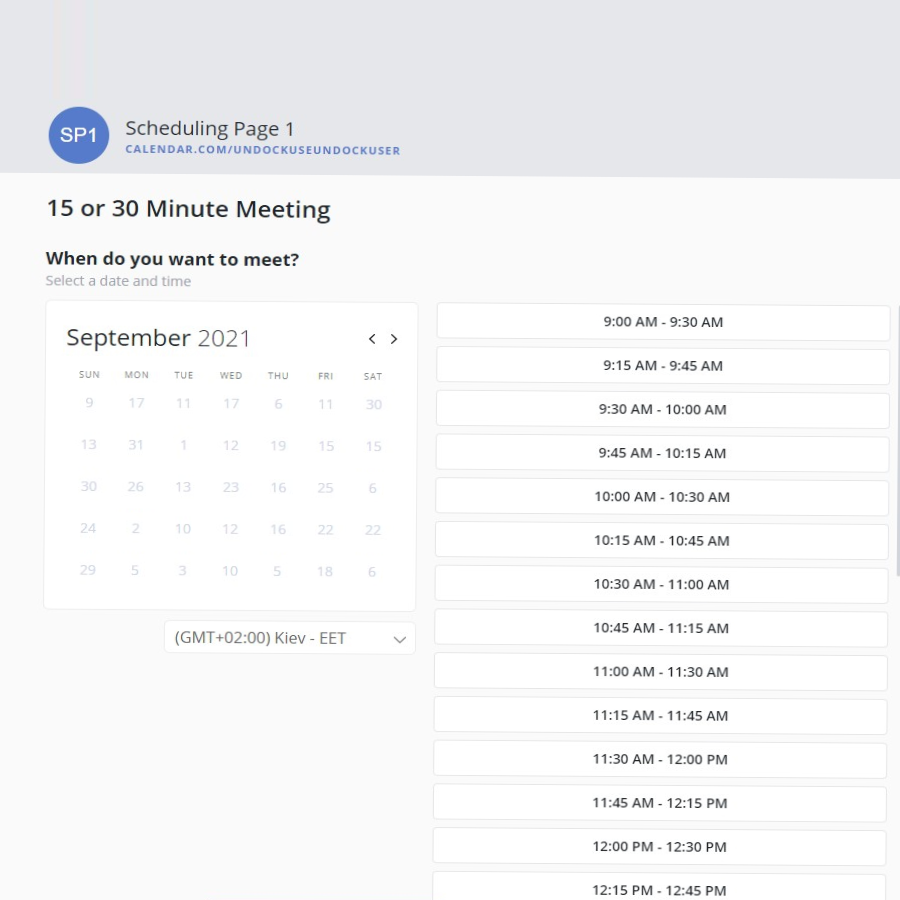 SP1
Scheduling Page 1
CALENDAR.COM/UNDOCKUSEUNDOCKUSER
15 or 30 Minute Meeting
When do you want to meet?
Select a date and time
September 2021
< >
SUN MON TUE WED THU FRI SAT
9 17 11 17 6 11 30
13 31 1 12 19 15 15
30 26 13 23 16 25 6
24 2 10 12 16 22 22
29 5 3 10 5 18 6
(GMT+02:00) Kiev - EET
9:00 AM - 9:30 AM
9:15 AM - 9:45 AM
9:30 AM - 10:00 AM
9:45 AM - 10:15 AM
10:00 AM - 10:30 AM
10:15 AM - 10:45 AM
10:30 AM - 11:00 AM
10:45 AM - 11:15 AM
11:00 AM - 11:30 AM
11:15 AM - 11:45 AM
11:30 AM - 12:00 PM
11:45 AM - 12:15 PM
12:00 PM - 12:30 PM
12:15 PM - 12:45 PM